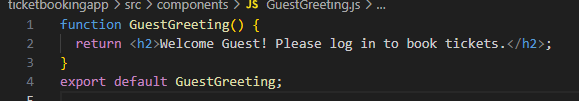 ticketbookingapp > src > components > JS GuestGreeting.js > ...
1 function GuestGreeting() {
2 return <h2>Welcome Guest! Please log in to book tickets.</h2>;
3 }
4 export default GuestGreeting;
5